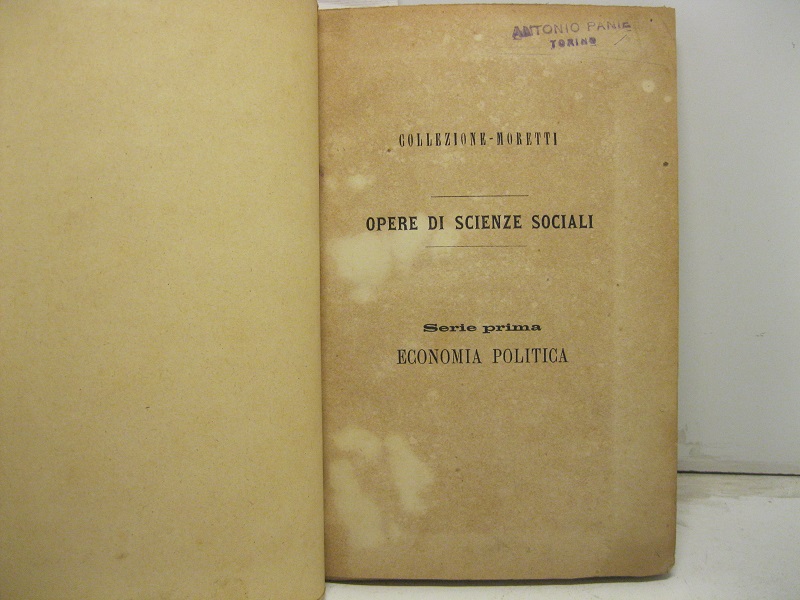 ANTONIO PANIE
TORINO
COLLEZIONE-MORETTI
OPERE DI SCIENZE SOCIALI
Serie prima
ECONOMIA POLITICA